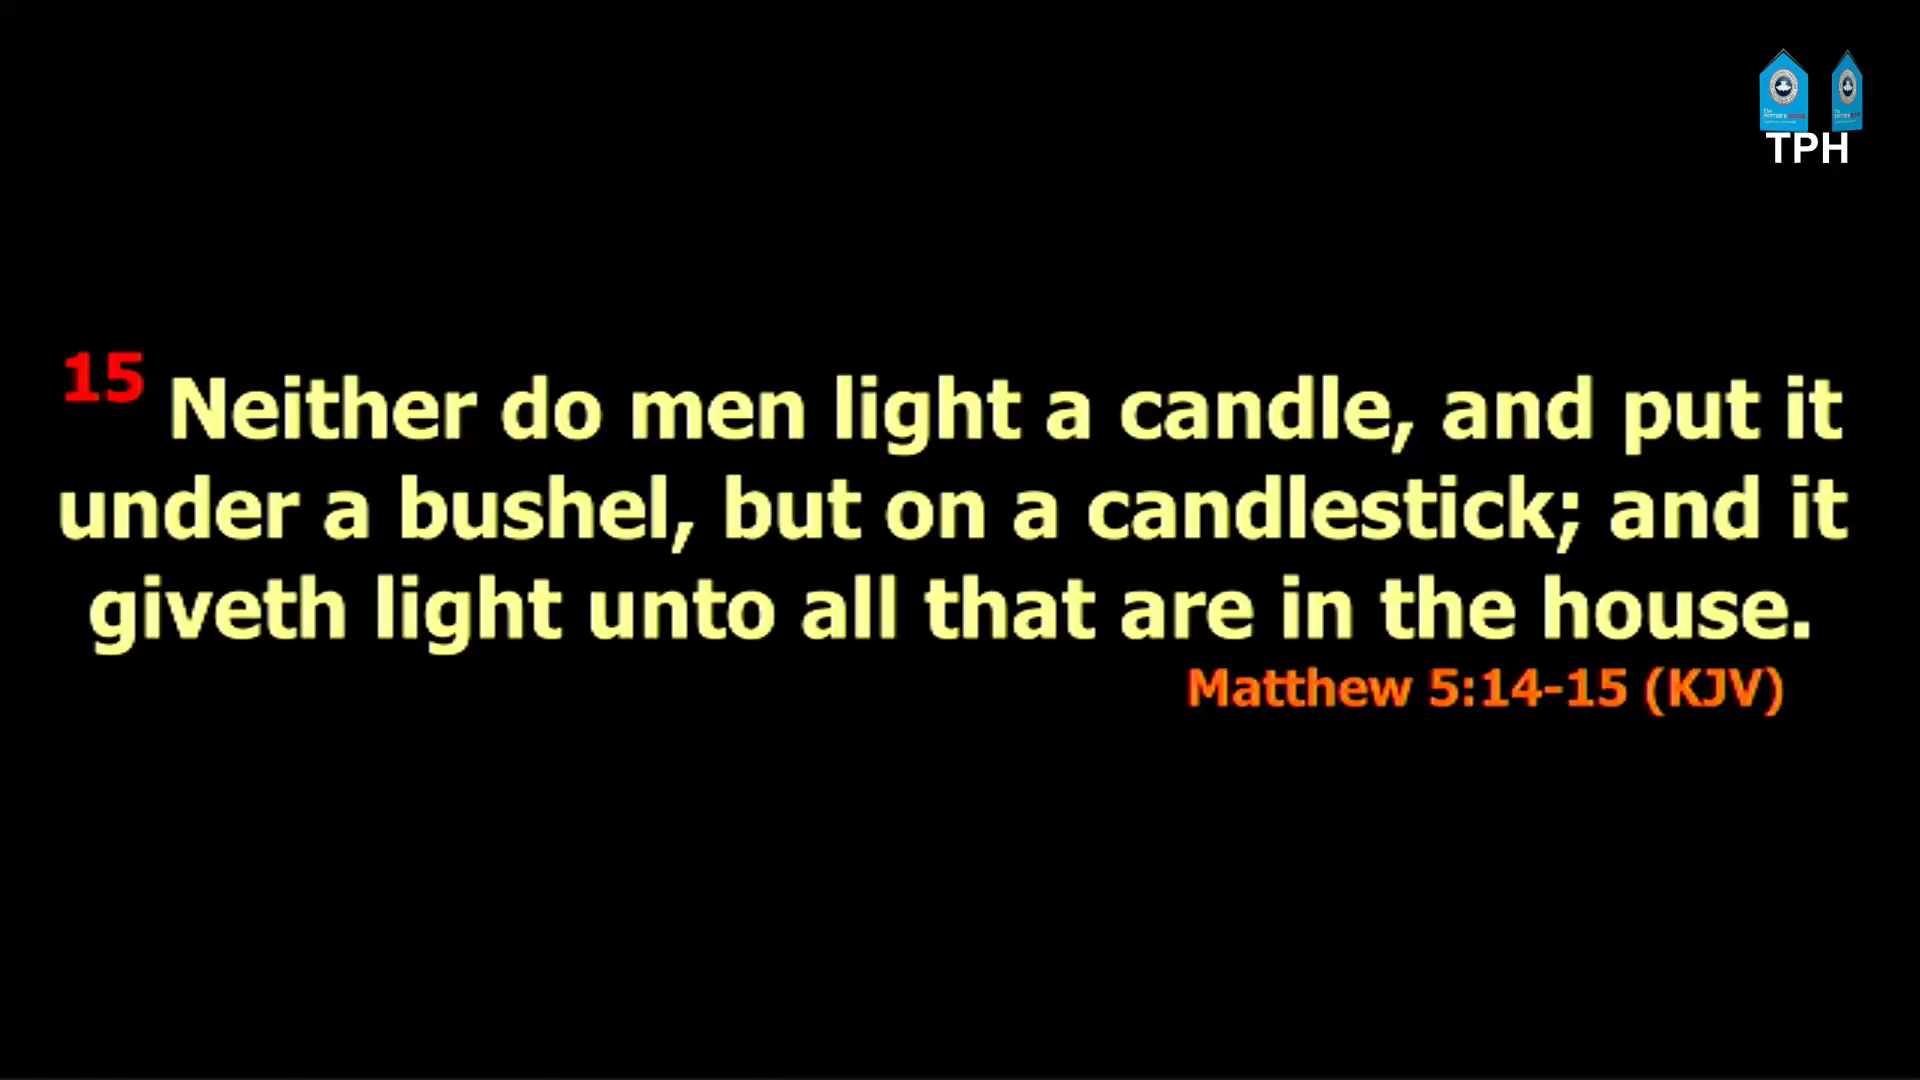 TPH
15 Neither do men light a candle, and put it
under a bushel, but on a candlestick; and it
giveth light unto all that are in the house.
Matthew 5:14-15 (KJV)